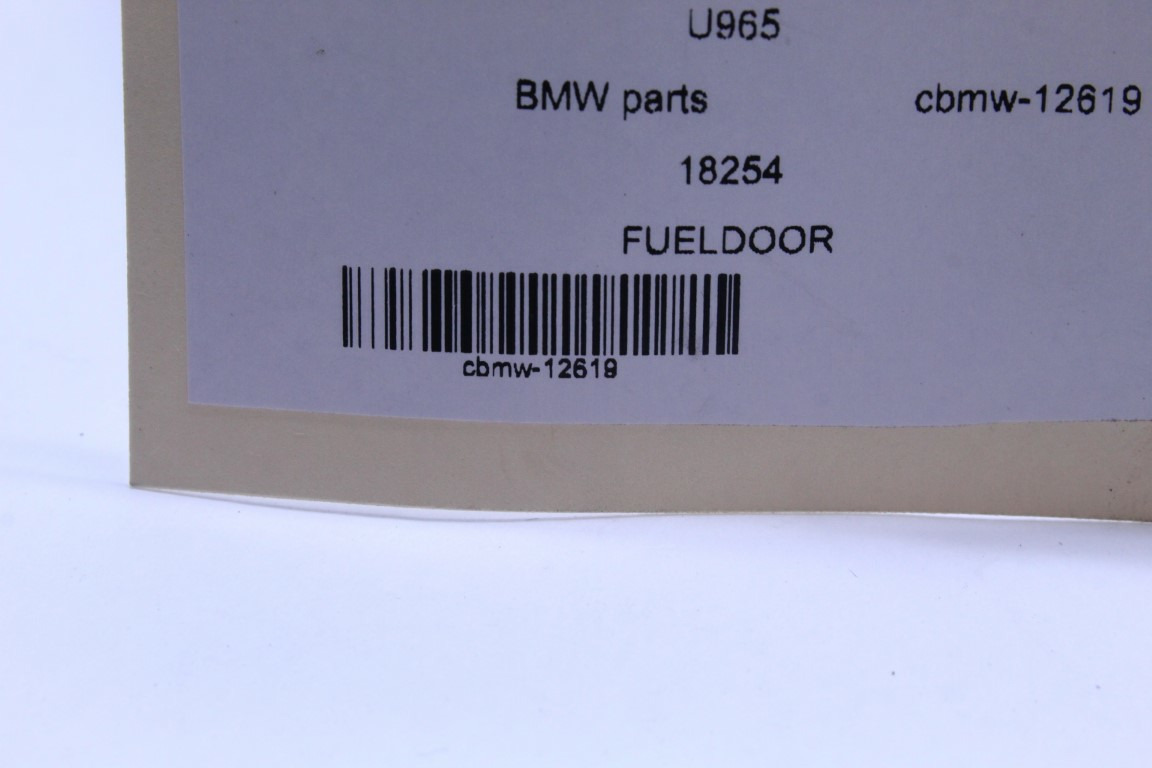 U965
BMW parts cbmw-12619
18254
FUELDOOR
cbmw-12619